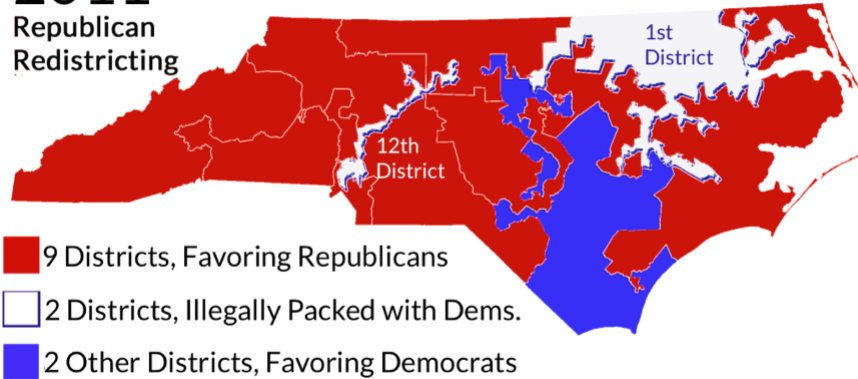 2011
Republican
Redistricting
1st
District
12th
District
9 Districts, Favoring Republicans
2 Districts, Illegally Packed with Dems.
2 Other Districts, Favoring Democrats